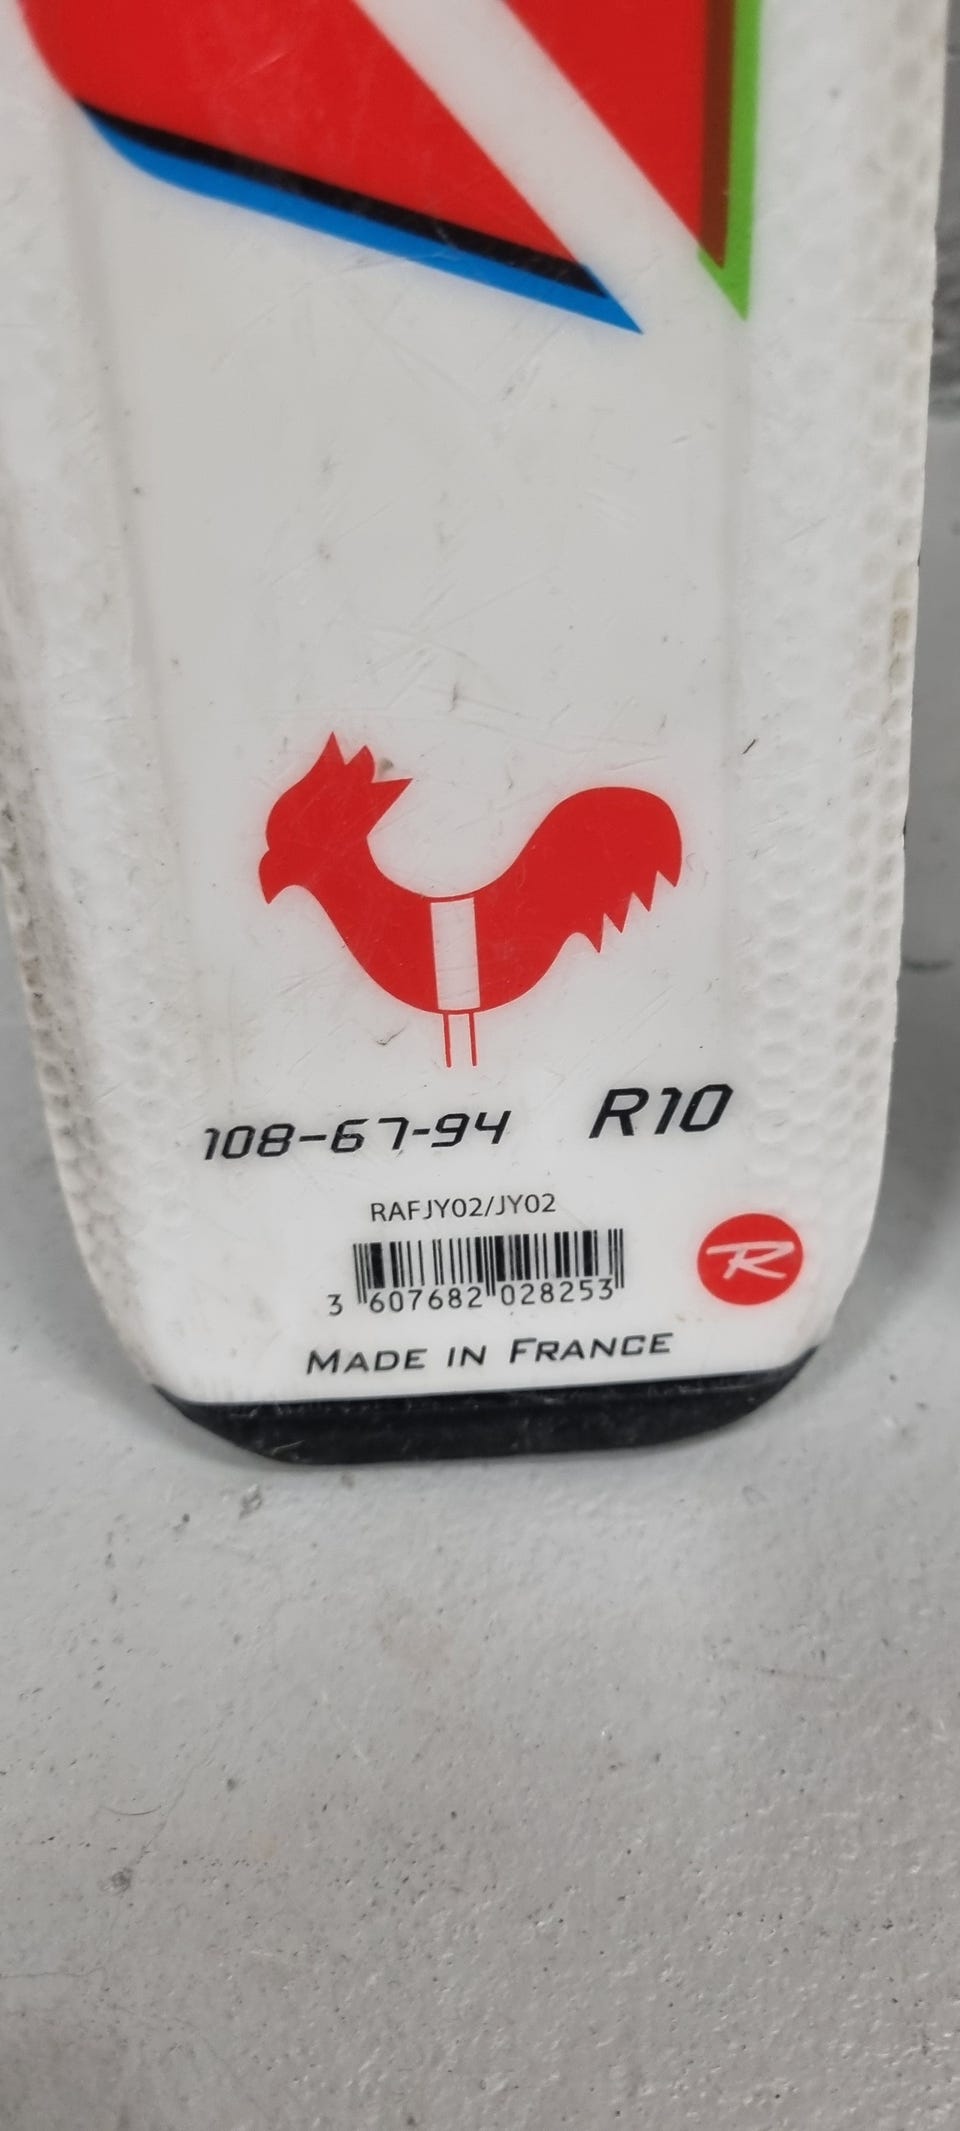 108-67-94 R10
RAFJY02/JY02
3 607682 028253
R
MADE IN FRANCE